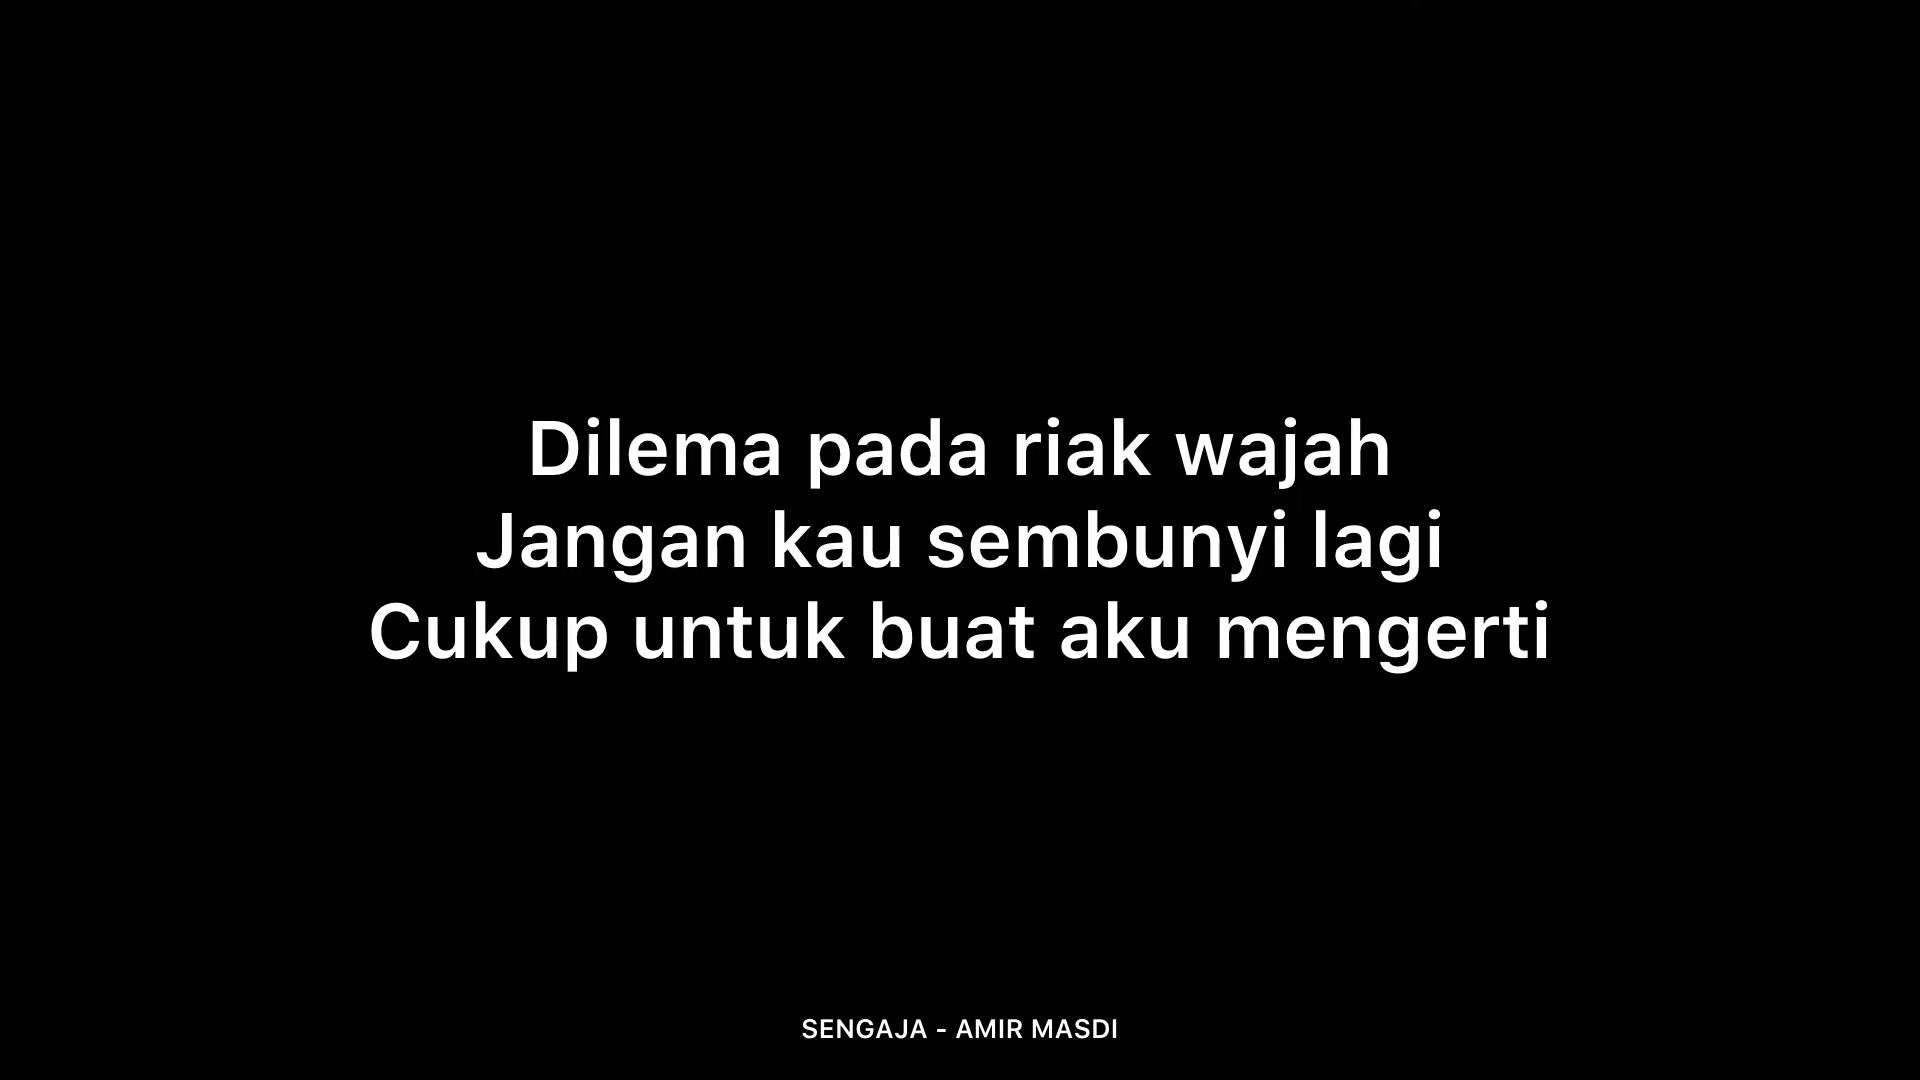 Dilema pada riak wajah
Jangan kau sembunyi lagi
Cukup untuk buat aku mengerti
SENGAJA - AMIR MASDI